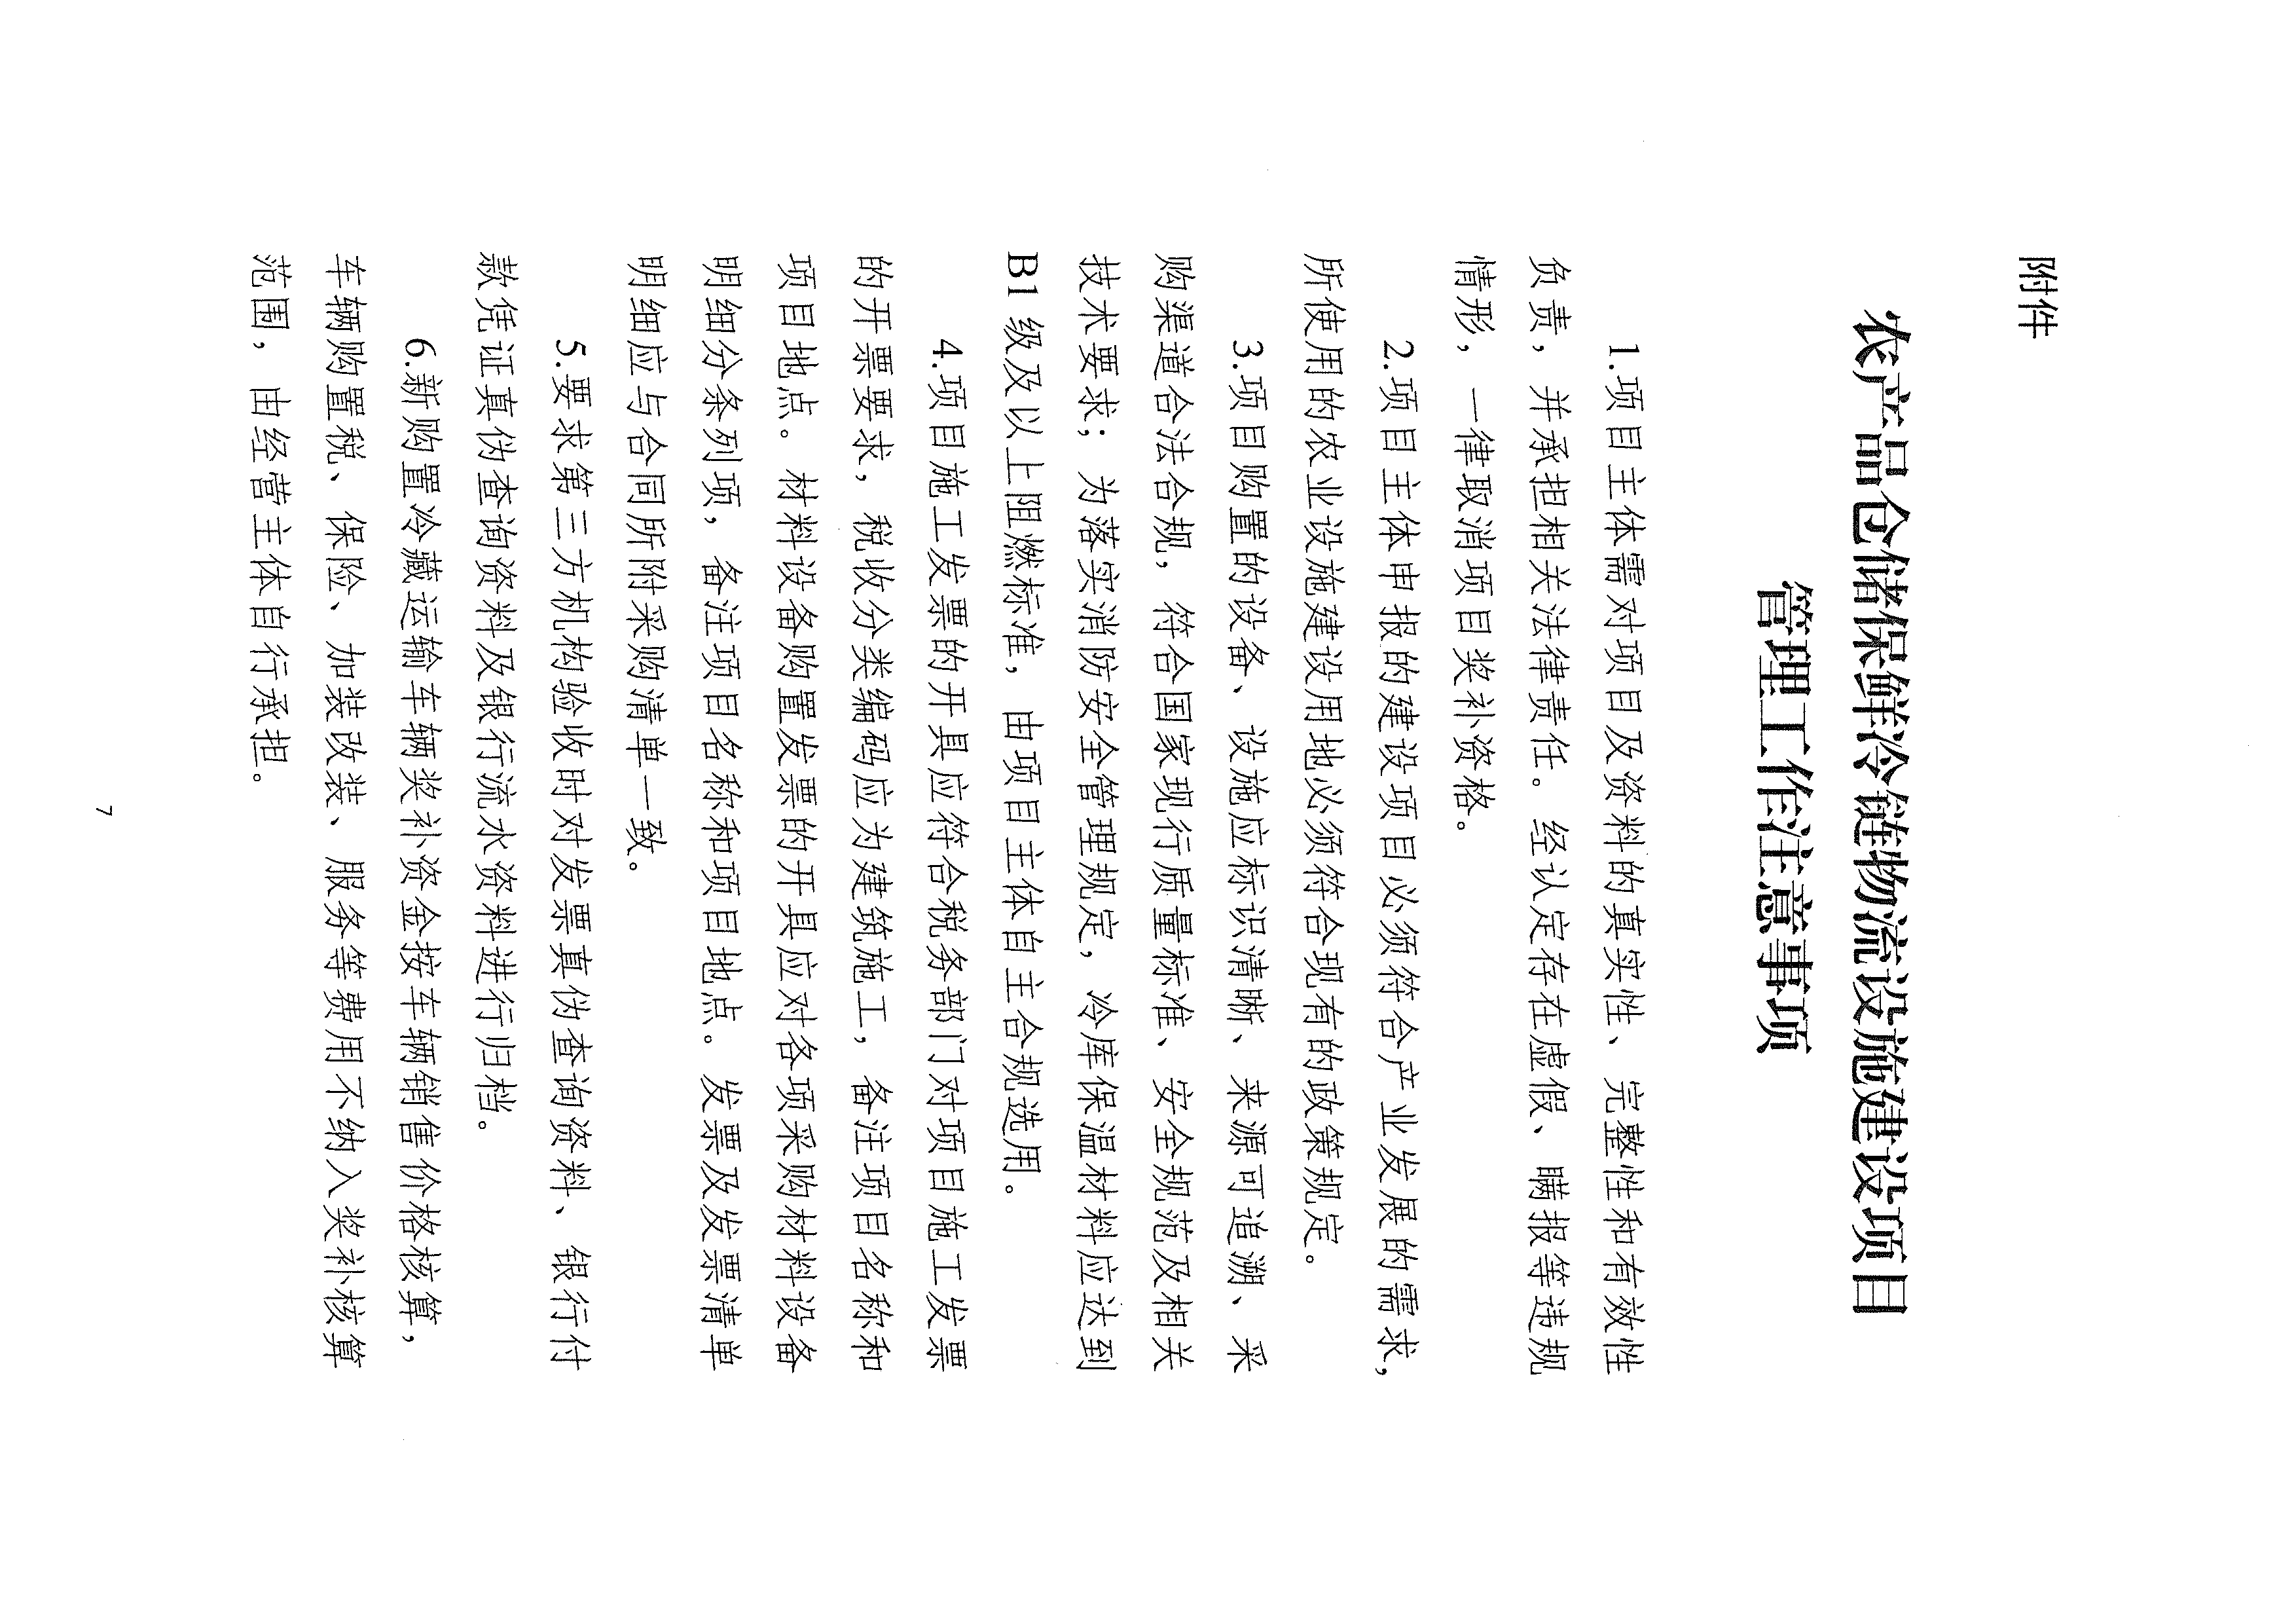 附件
农产品仓储保鲜冷链物流设施建设项目
管理工作注意事项
1.项目主体需对项目及资料的真实性、完整性和有效性
负责，并承担相关法律责任。经认定存在虚假、瞒报等违规
情形，一律取消项目奖补资格。
2.项目主体申报的建设项目必须符合产业发展的需求，
所使用的农业设施建设用地必须符合现有的政策规定。
3.项目购置的设备、设施应标识清晰、来源可追溯、采
购渠道合法合规，符合国家现行质量标准、安全规范及相关
技术要求；为落实消防安全管理规定，冷库保温材料应达到
B1 级及以上阻燃标准，由项目主体自主合规选用。
4.项目施工发票的开具应符合税务部门对项目施工发票
的开票要求，税收分类编码应为建筑施工，备注项目名称和
项目地点。材料设备购置发票的开具应对各项采购材料设备
明细分条列项，备注项目名称和项目地点。发票及发票清单
明细应与合同所附采购清单一致。
5.要求第三方机构验收时对发票真伪查询资料、银行付
款凭证真伪查询资料及银行流水资料进行归档。
6.新购置冷藏运输车辆奖补资金按车辆销售价格核算，
车辆购置税、保险、加装改装、服务等费用不纳入奖补核算
范围，由经营主体自行承担。
7